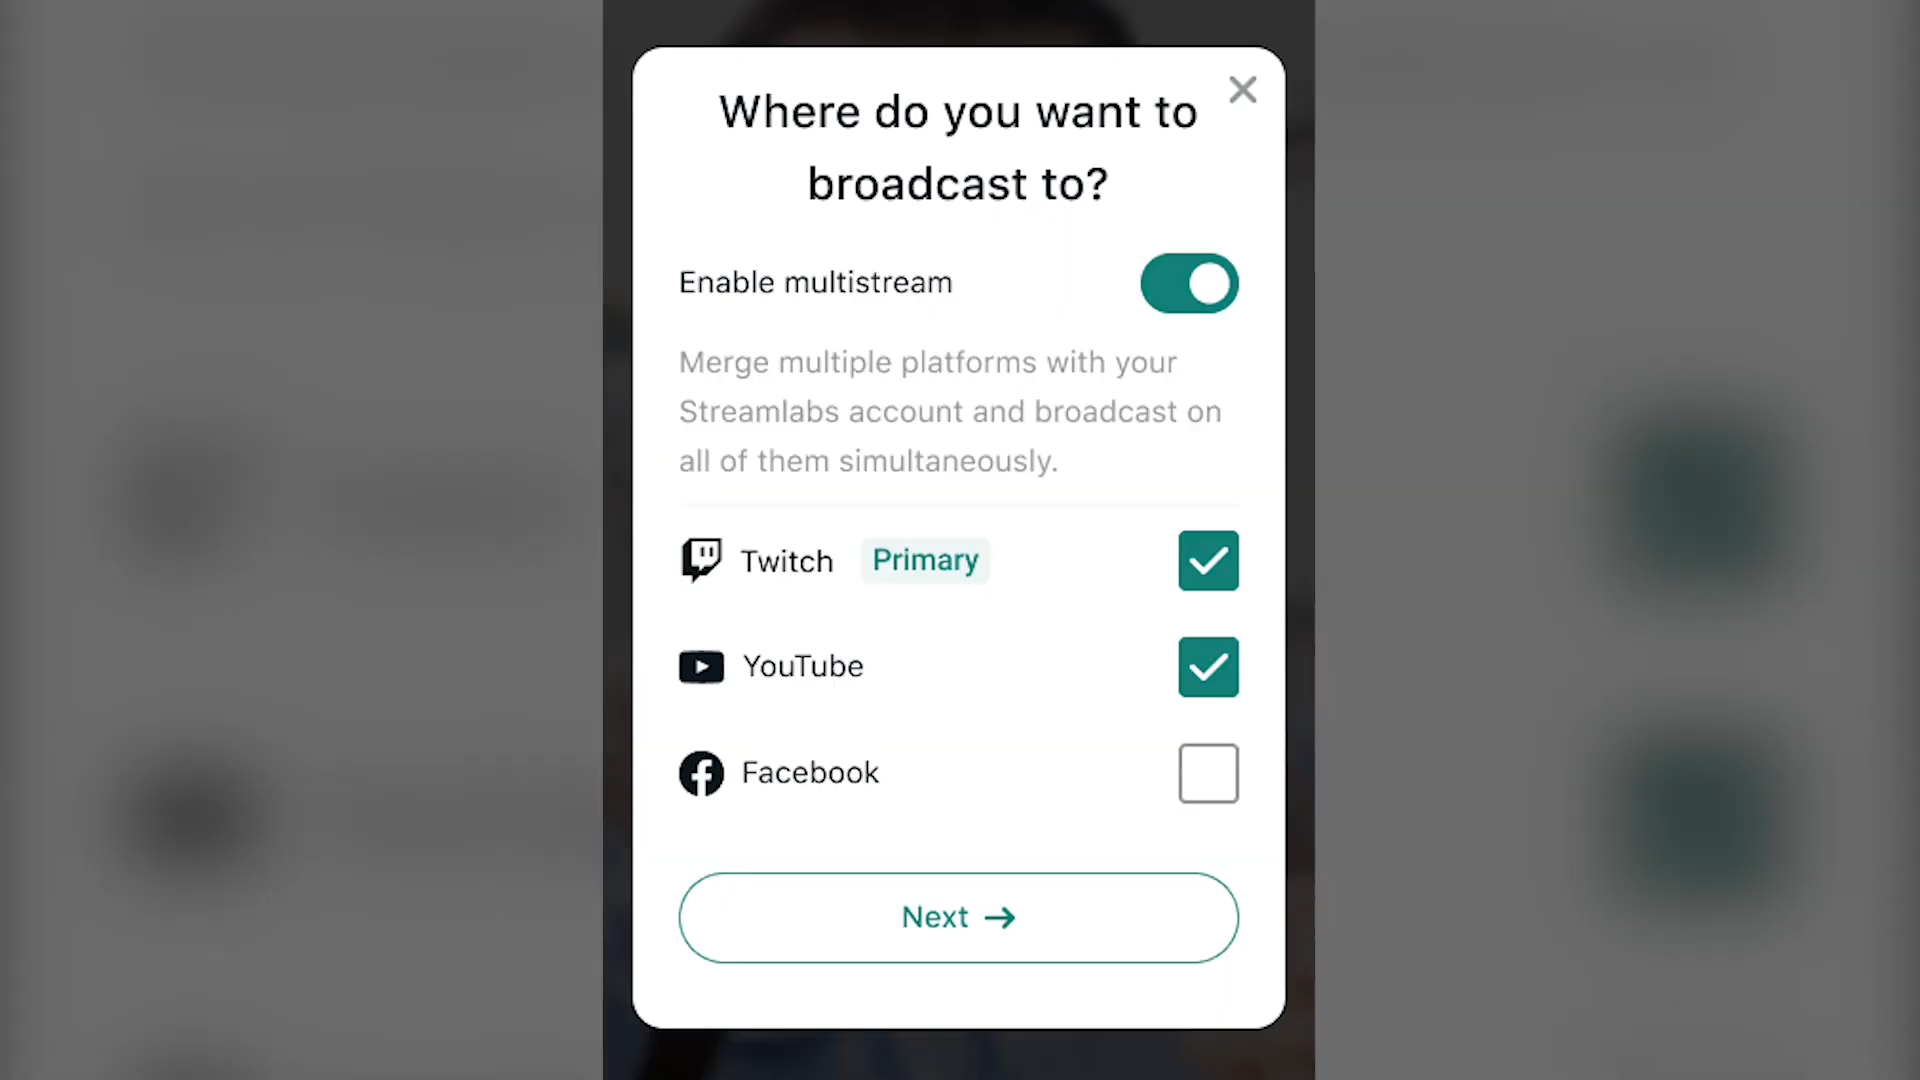 Where do you want to
broadcast to?
Enable multistream
Merge multiple platforms with your
Streamlabs account and broadcast on
all of them simultaneously.
Twitch Primary
YouTube
Facebook
Next →